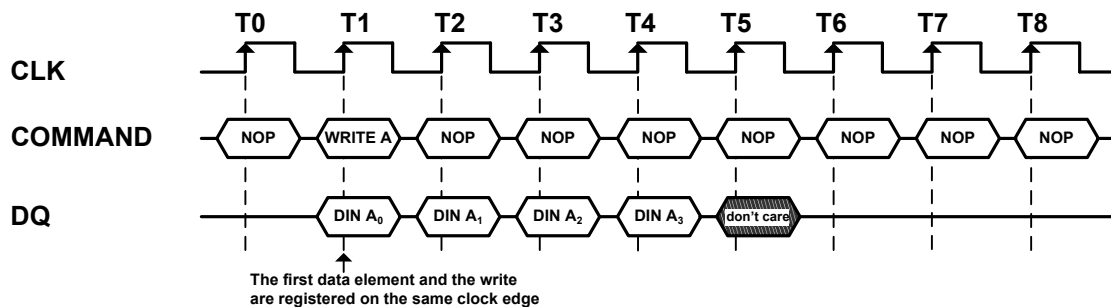 T0 T1 T2 T3 T4 T5 T6 T7 T8
CLK
COMMAND NOP WRITE A NOP NOP NOP NOP NOP NOP NOP
DQ DIN A0 DIN A1 DIN A2 DIN A3 don't care
The first data element and the write
are registered on the same clock edge